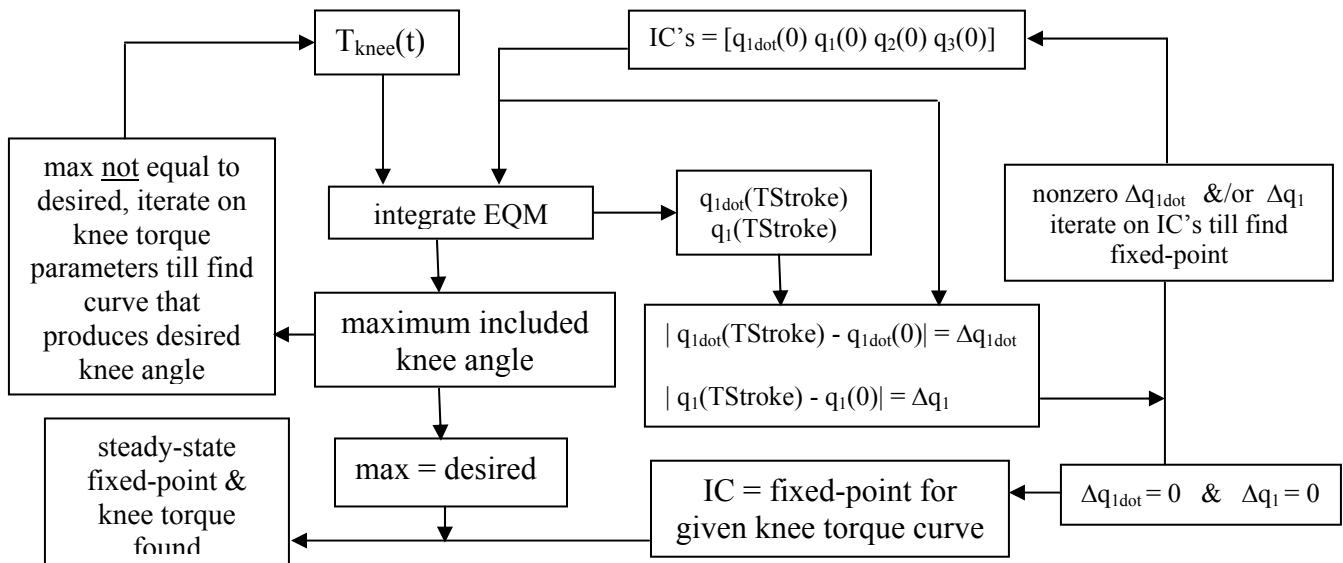 T_knee(t)
IC’s = [q_1dot(0) q_1(0) q_2(0) q_3(0)]
max not equal to
desired, iterate on
knee torque
parameters till find
curve that
produces desired
knee angle
integrate EQM
q_1dot(TStroke)
q_1(TStroke)
nonzero Δq_1dot &/or Δq_1
iterate on IC’s till find
fixed-point
maximum included
knee angle
| q_1dot(TStroke) - q_1dot(0)| = Δq_1dot
| q_1(TStroke) - q_1(0)| = Δq_1
steady-state
fixed-point &
knee torque
found
max = desired
IC = fixed-point for
given knee torque curve
Δq_1dot = 0 & Δq_1 = 0